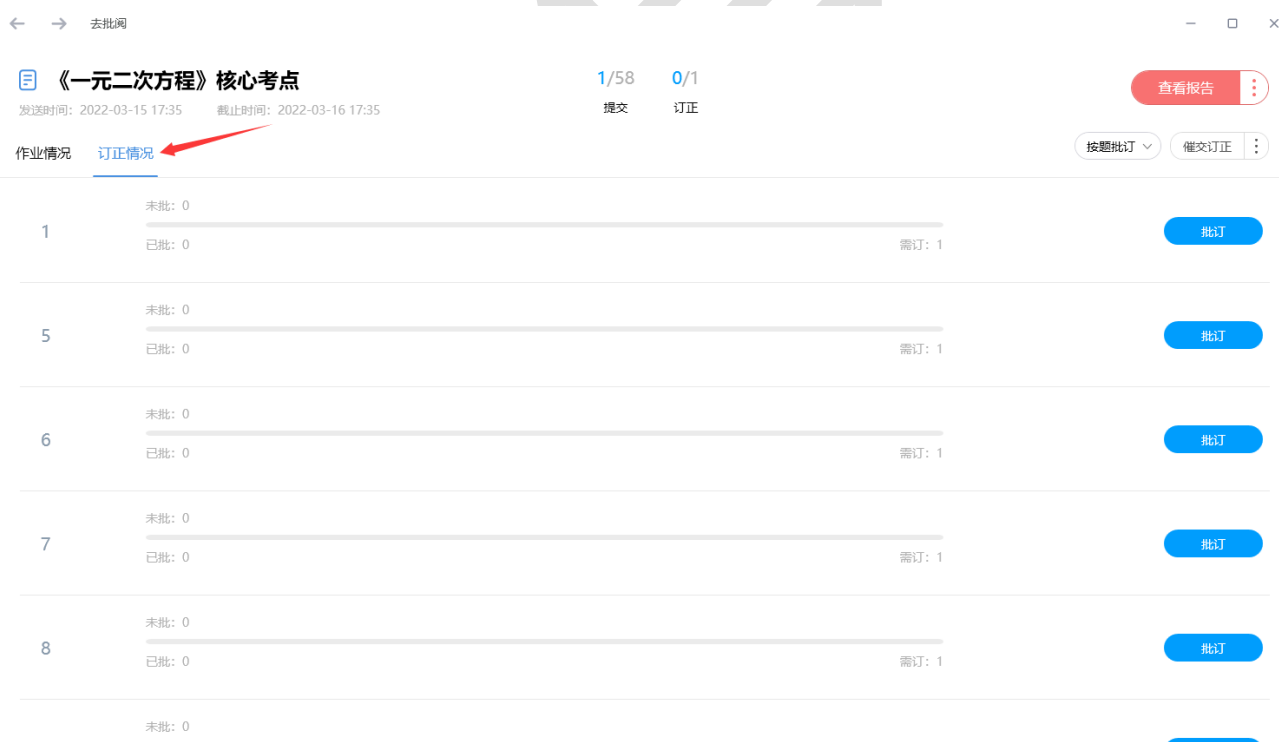 去批阅
《一元二次方程》核心考点
1/58
0/1
查看报告
发送时间：2022-03-15 17:35
截止时间：2022-03-16 17:35
提交
订正
作业情况
订正情况
按题批订
催交订正
未批：0
1
批订
已批：0
需订：1
未批：0
5
批订
已批：0
需订：1
未批：0
6
批订
已批：0
需订：1
未批：0
7
批订
已批：0
需订：1
未批：0
8
批订
已批：0
需订：1
未批：0